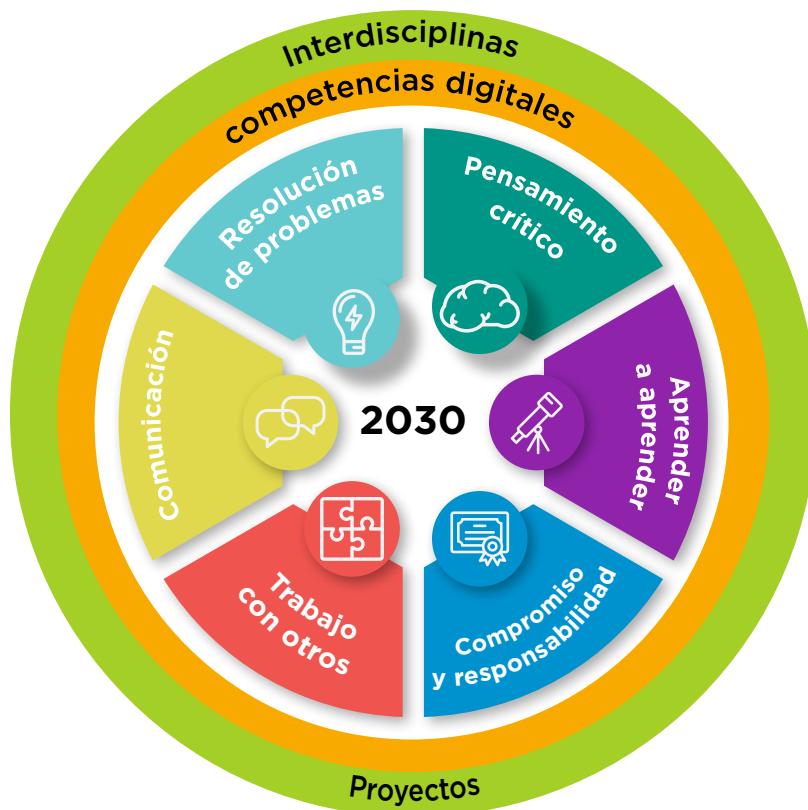 Interdisciplinas
competencias digitales
Resolución
de problemas
Pensamiento
crítico
Comunicación
2030
Aprender
a aprender
Trabajo
con otros
Compromiso
y responsabilidad
Proyectos